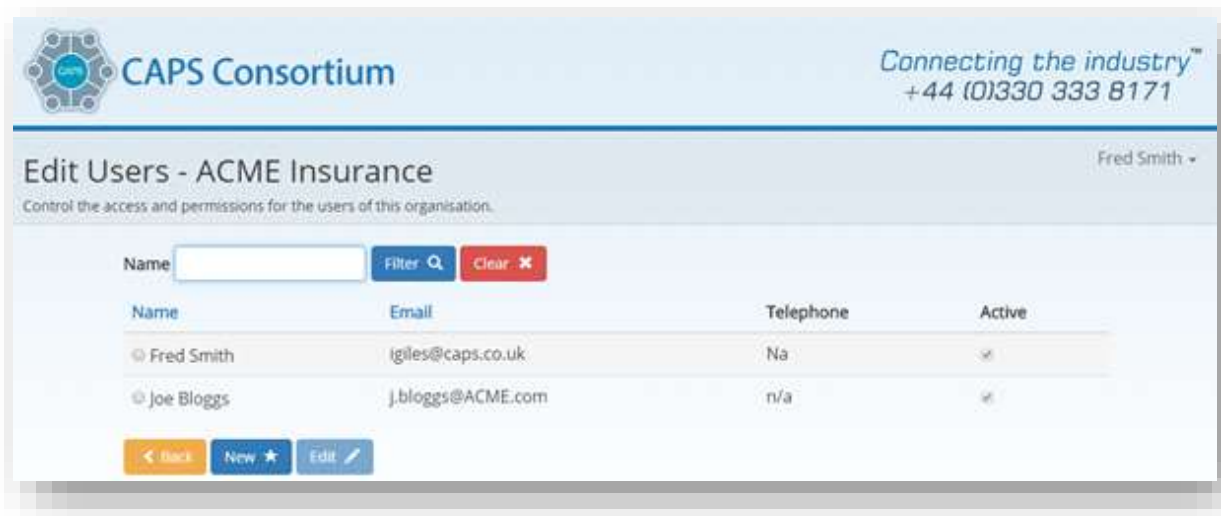 CAPS
CAPS Consortium
Connecting the industry™
+44 (0)330 333 8171
Edit Users - ACME Insurance
Fred Smith
Control the access and permissions for the users of this organisation.
Name Filter Clear
Name Email Telephone Active
Fred Smith igiles@caps.co.uk Na
Joe Bloggs j.bloggs@ACME.com n/a
Back New Edit